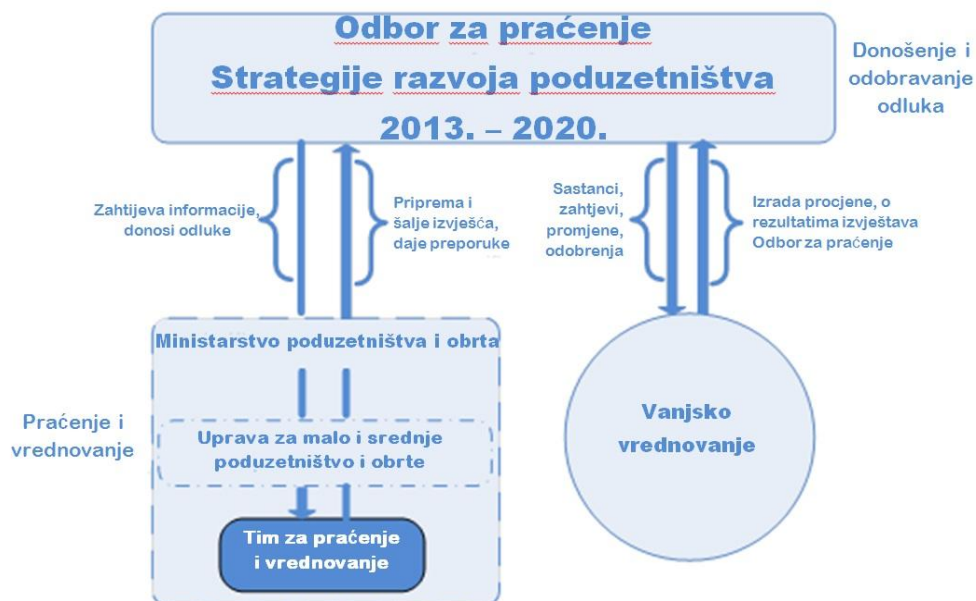 Odbor za praćenje
Strategije razvoja poduzetništva
2013. – 2020.
Donošenje i
odobravanje
odluka
Zahtijeva informacije,
donosi odluke
Priprema i
šalje izvješća,
daje preporuke
Sastanci,
zahtjevi,
promjene,
odobrenja
Izrada procjene, o
rezultatima izvještava
Odbor za praćenje
Praćenje i
vrednovanje
Ministarstvo poduzetništva i obrta
Uprava za malo i srednje
poduzetništvo i obrte
Tim za praćenje
i vrednovanje
Vanjsko
vrednovanje